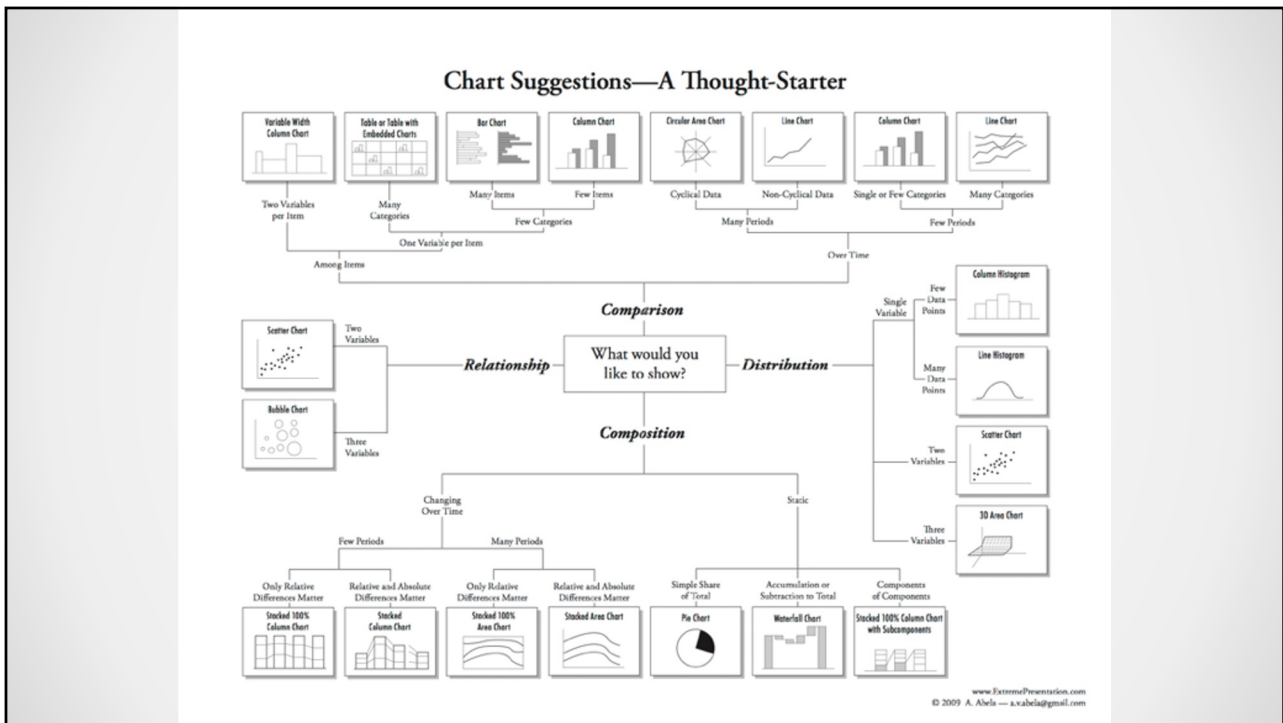 Chart Suggestions—A Thought-Starter
Variable Width
Column Chart
Table or Table with
Embedded Charts
Bar Chart
Column Chart
Circular Area Chart
Line Chart
Column Chart
Line Chart
Two Variables
per Item
Many
Categories
Many Items
Few Items
Cyclical Data
Non-Cyclical Data
Single or Few Categories
Many Categories
Few Categories
Many Periods
Few Periods
One Variable per Item
Among Items
Over Time
Comparison
What would you
like to show?
Relationship
Two
Variables
Scatter Chart
Three
Variables
Bubble Chart
Distribution
Single
Variable
Few
Data
Points
Column Histogram
Many
Data
Points
Line Histogram
Two
Variables
Scatter Chart
Three
Variables
3D Area Chart
Composition
Changing
Over Time
Static
Few Periods
Many Periods
Only Relative
Differences Matter
Relative and Absolute
Differences Matter
Only Relative
Differences Matter
Relative and Absolute
Differences Matter
Simple Share
of Total
Accumulation or
Subtraction to Total
Components
of Components
Stacked 100%
Column Chart
Stacked
Column Chart
Stacked 100%
Area Chart
Stacked Area Chart
Pie Chart
Waterfall Chart
Stacked 100% Column Chart
with Subcomponents
www.ExtremePresentation.com
© 2009 A. Abela — a.v.abela@gmail.com